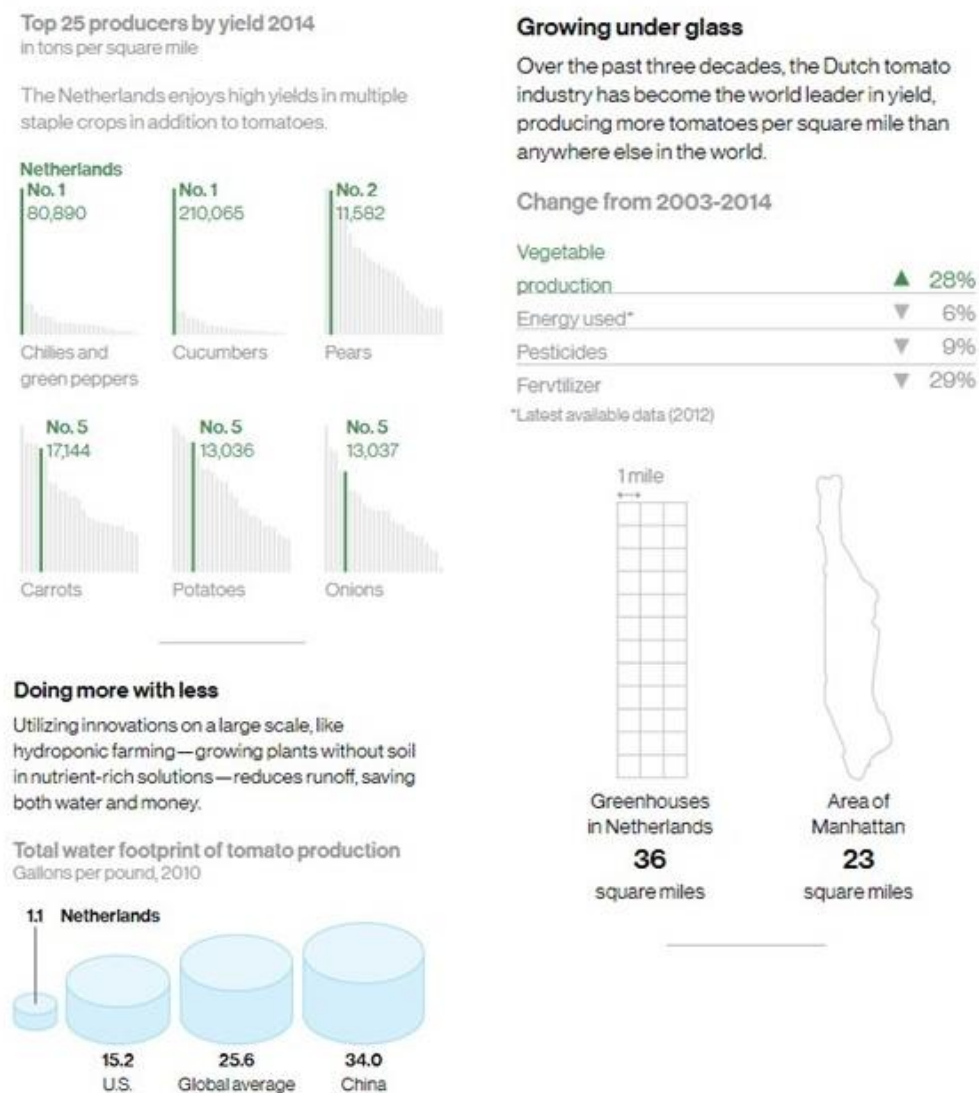 Top 25 producers by yield 2014
in tons per square mile
The Netherlands enjoys high yields in multiple
staple crops in addition to tomatoes.
Netherlands
No. 1
80,890
Chilies and
green peppers
No. 1
210,065
Cucumbers
No. 2
11,582
Pears
No. 5
17,144
Carrots
No. 5
13,036
Potatoes
No. 5
13,037
Onions
Doing more with less
Utilizing innovations on a large scale, like
hydroponic farming—growing plants without soil
in nutrient-rich solutions—reduces runoff, saving
both water and money.
Total water footprint of tomato production
Gallons per pound, 2010
1.1 Netherlands
15.2
U.S.
25.6
Global average
34.0
China
Growing under glass
Over the past three decades, the Dutch tomato
industry has become the world leader in yield,
producing more tomatoes per square mile than
anywhere else in the world.
Change from 2003-2014
Vegetable
production ▲ 28%
Energy used* ▼ 6%
Pesticides ▼ 9%
Fervtilizer ▼ 29%
*Latest available data (2012)
1 mile
Greenhouses
in Netherlands
36
square miles
Area of
Manhattan
23
square miles